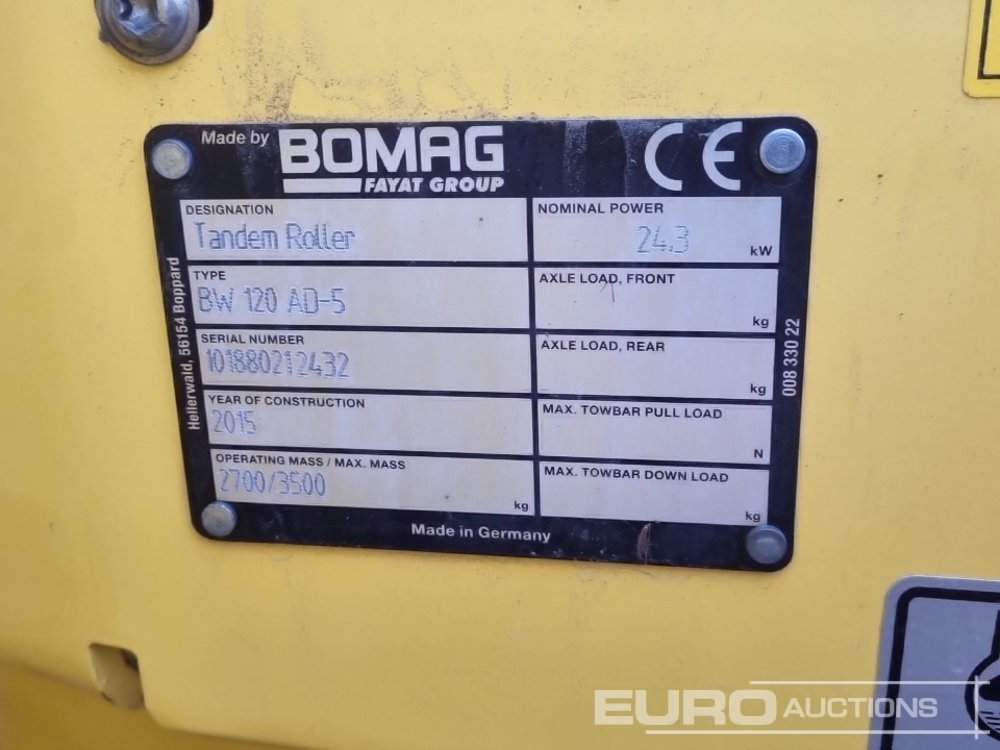 Made by BOMAG
FAYAT GROUP
CE
DESIGNATION
Tandem Roller
TYPE
BW 120 AD-5
SERIAL NUMBER
101880212432
YEAR OF CONSTRUCTION
2015
OPERATING MASS / MAX. MASS
2700/3500
kg
NOMINAL POWER
24.3
kW
AXLE LOAD, FRONT
kg
AXLE LOAD, REAR
kg
MAX. TOWBAR PULL LOAD
N
MAX. TOWBAR DOWN LOAD
kg
Made in Germany
Hellerwald, 56154 Boppard
008 330 22
EURO AUCTIONS